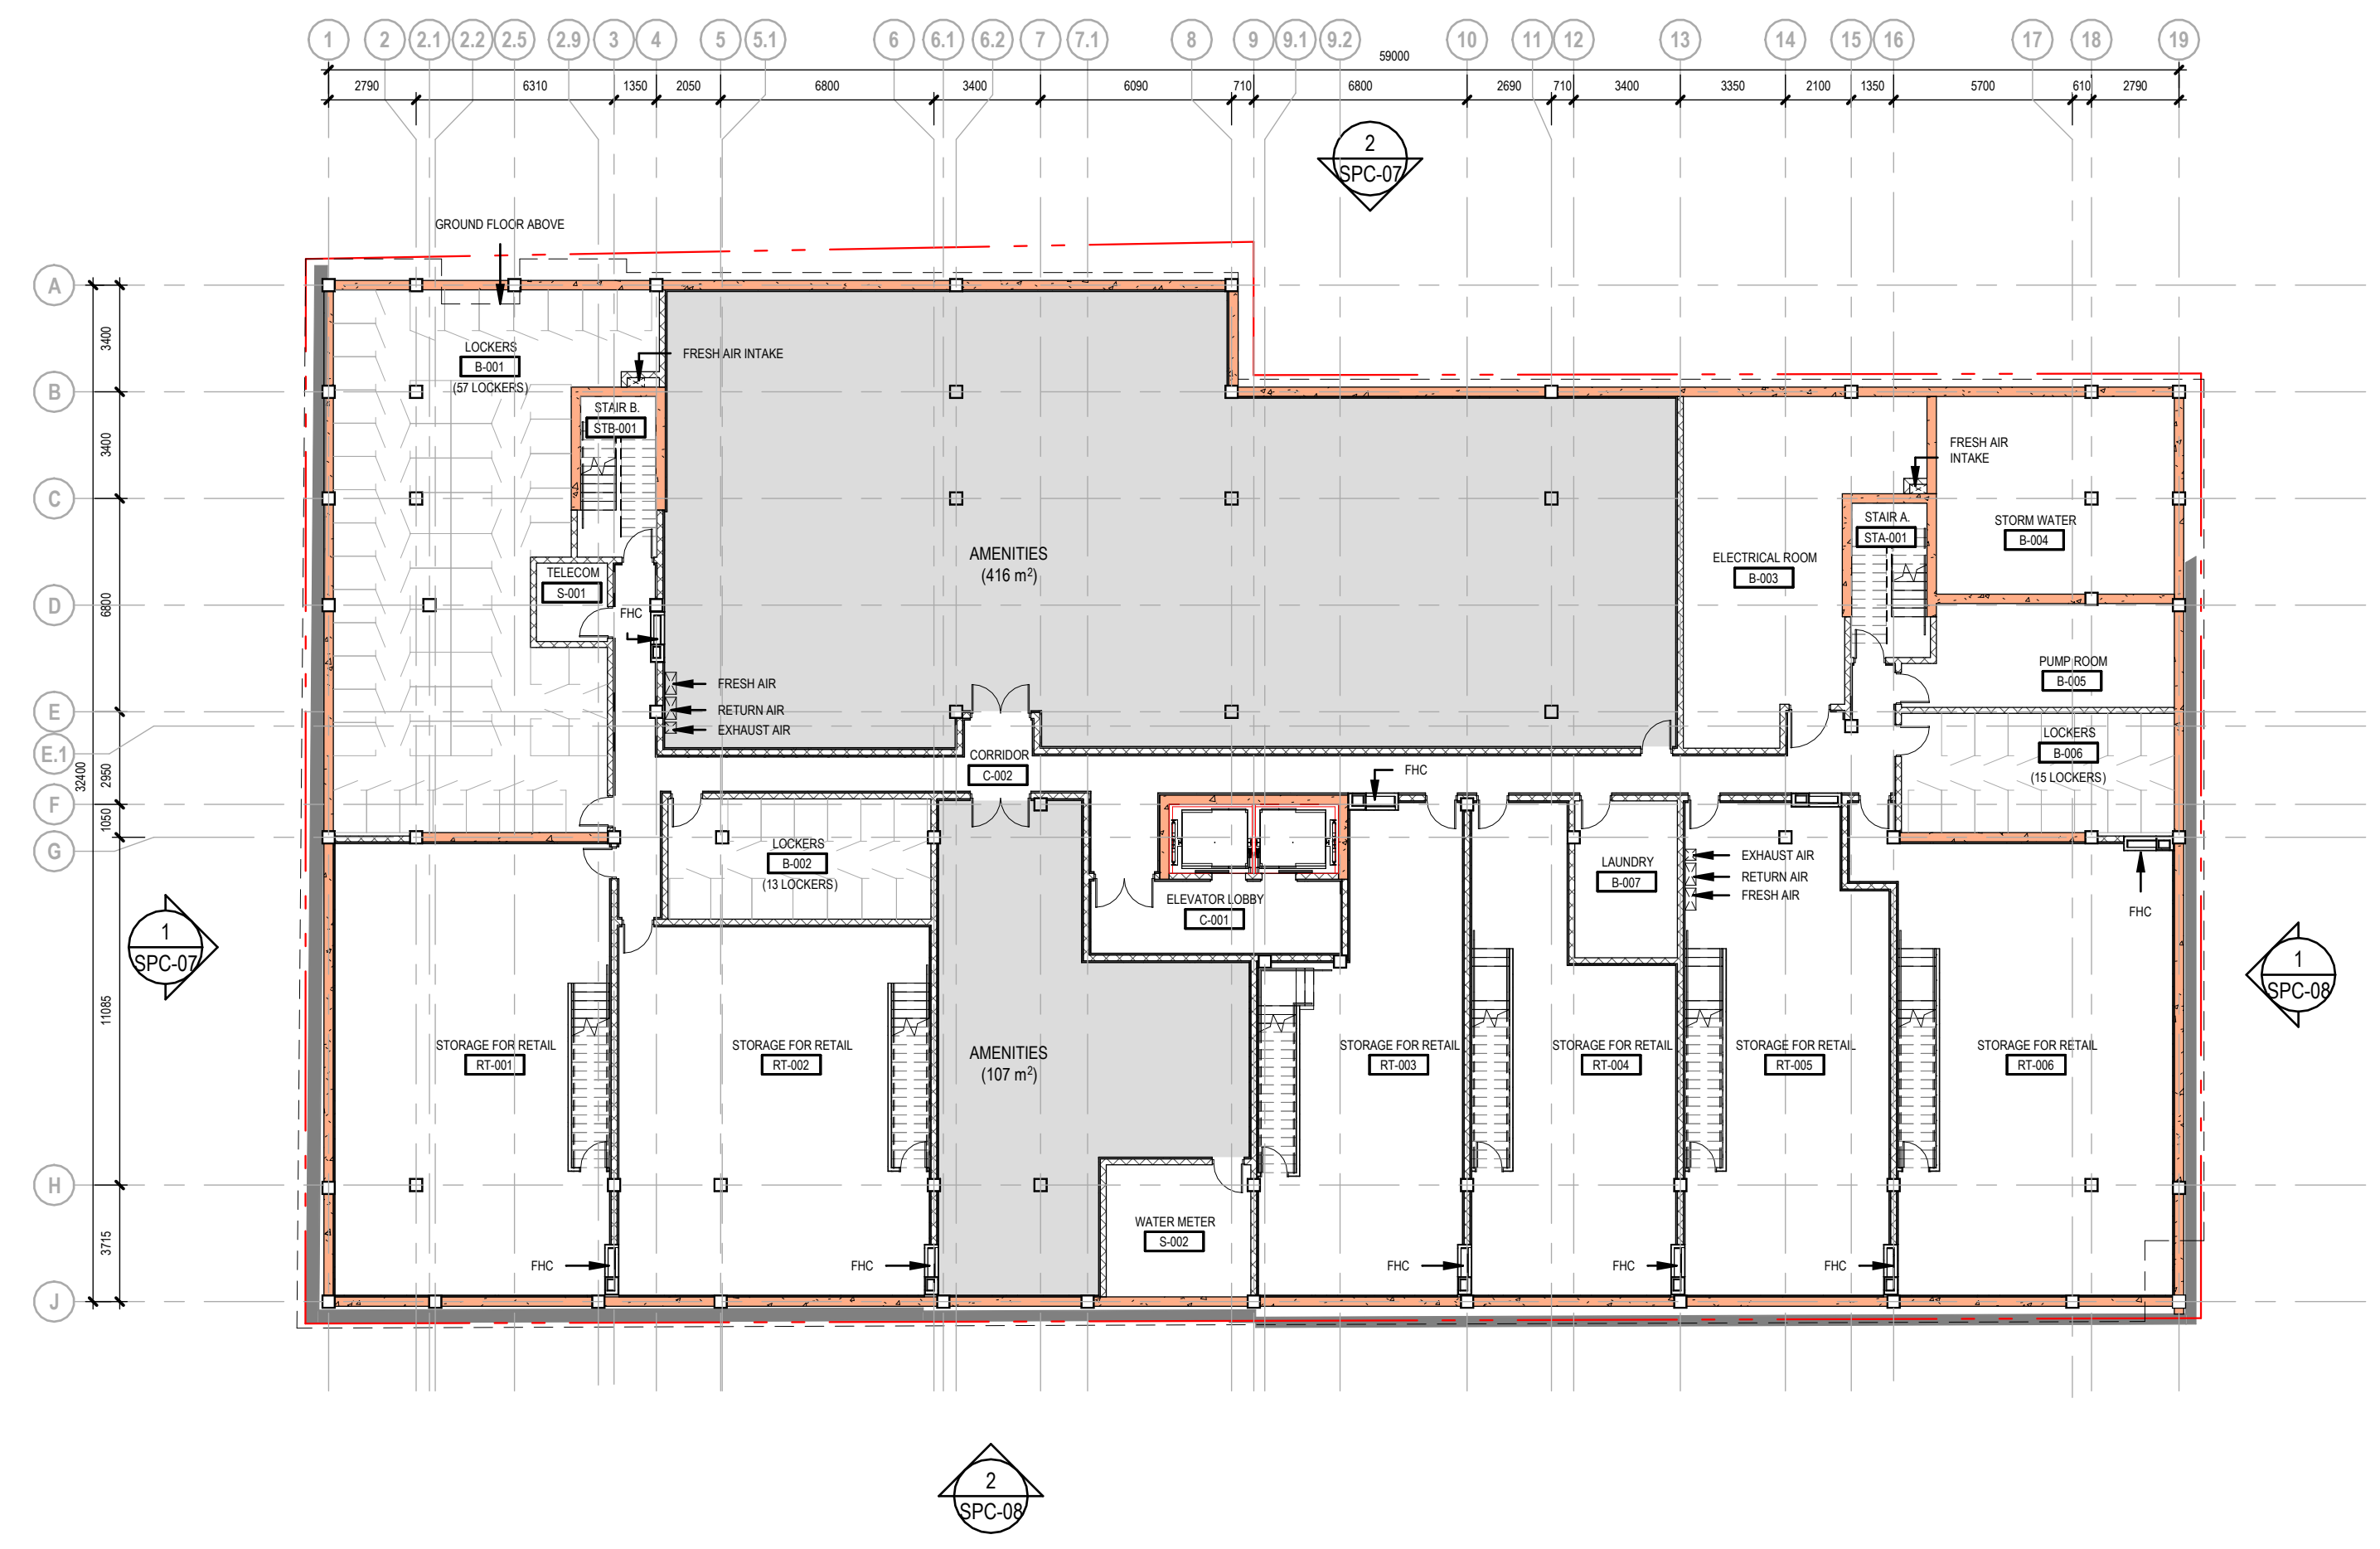 1 2 2.1 2.2 2.5 2.9 3 4 5 5.1 6 6.1 6.2 7 7.1 8 9 9.1 9.2 10 11 12 13 14 15 16 17 18 19
59000
2790 6310 1350 2050 6800 3400 6090 710 6800 2690 710 3400 3350 2100 1350 5700 610 2790
2
SPC-07
GROUND FLOOR ABOVE
A
3400
B
3400
C
6800
D
E
E.1
32400
2950
F
1050
G
11085
H
3715
J
LOCKERS
B-001
(57 LOCKERS)
FRESH AIR INTAKE
STAIR B.
STB-001
TELECOM
S-001
FHC
FRESH AIR
RETURN AIR
EXHAUST AIR
AMENITIES
(416 m²)
ELECTRICAL ROOM
B-003
STAIR A.
STA-001
FRESH AIR
INTAKE
STORM WATER
B-004
PUMP ROOM
B-005
LOCKERS
B-006
(15 LOCKERS)
CORRIDOR
C-002
FHC
LOCKERS
B-002
(13 LOCKERS)
ELEVATOR LOBBY
C-001
LAUNDRY
B-007
EXHAUST AIR
RETURN AIR
FRESH AIR
FHC
1
SPC-07
1
SPC-08
STORAGE FOR RETAIL
RT-001
STORAGE FOR RETAIL
RT-002
AMENITIES
(107 m²)
STORAGE FOR RETAIL
RT-003
STORAGE FOR RETAIL
RT-004
STORAGE FOR RETAIL
RT-005
STORAGE FOR RETAIL
RT-006
WATER METER
S-002
FHC
FHC
FHC
FHC
FHC
2
SPC-08